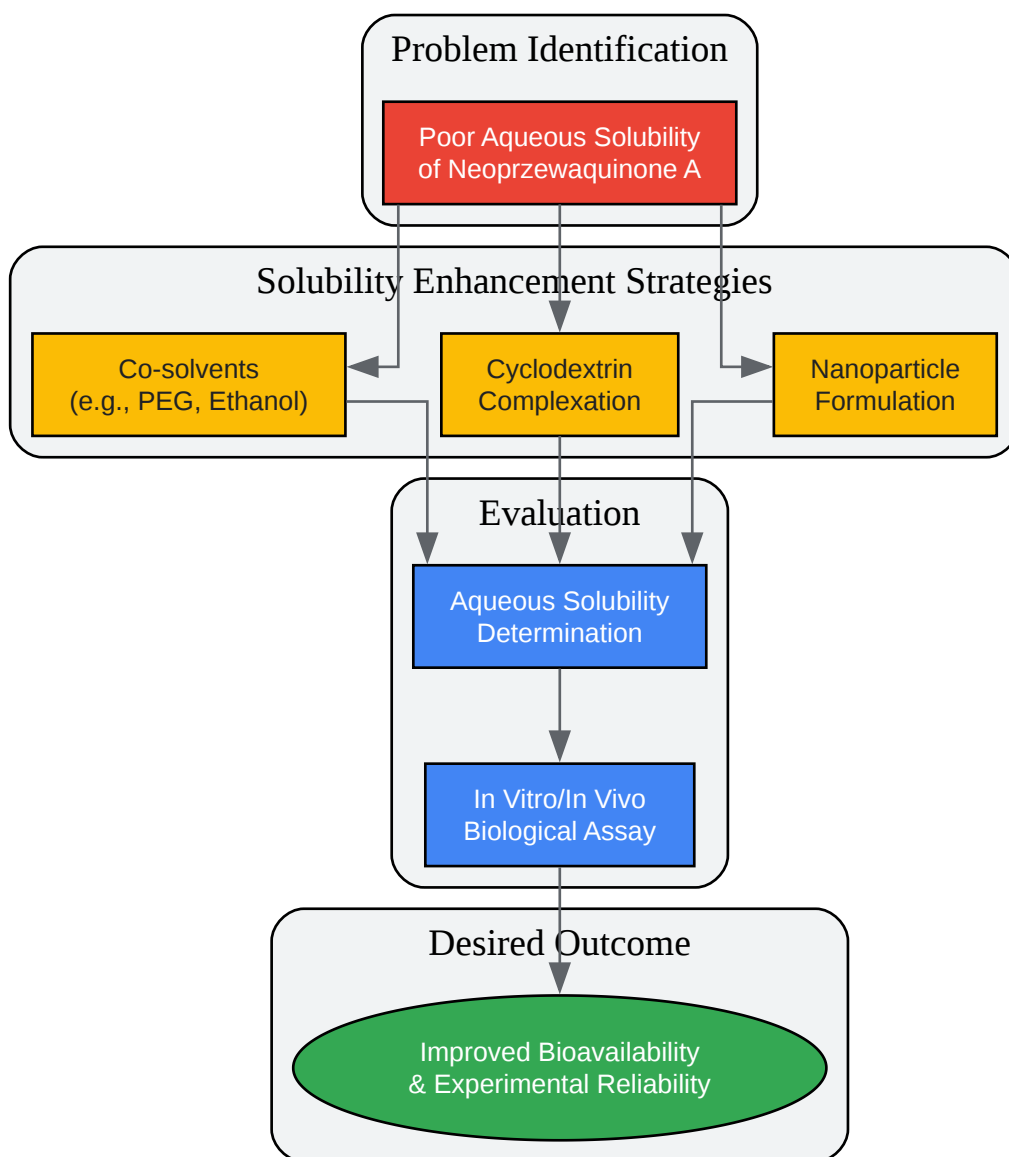 Problem Identification
Poor Aqueous Solubility
of Neoprzewaquinone A
Solubility Enhancement Strategies
Co-solvents
(e.g., PEG, Ethanol)
Cyclodextrin
Complexation
Nanoparticle
Formulation
Evaluation
Aqueous Solubility
Determination
In Vitro/In Vivo
Biological Assay
Desired Outcome
Improved Bioavailability
& Experimental Reliability